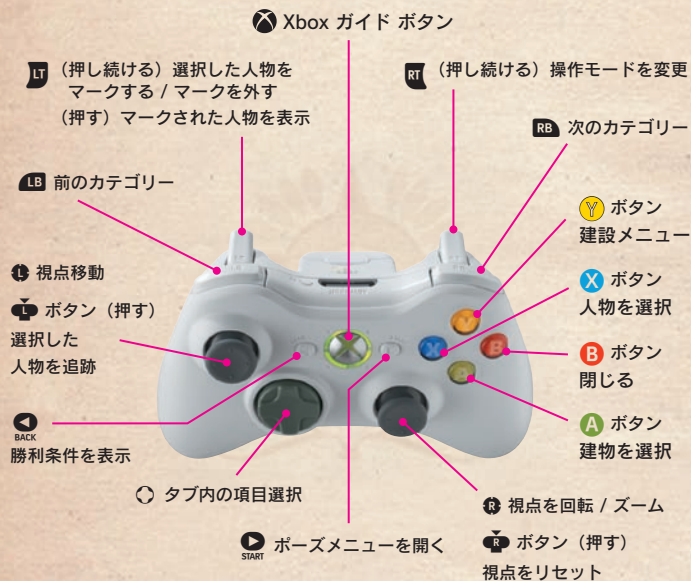 Xbox ガイド ボタン
LT （押し続ける）選択した人物を
マークする / マークを外す
（押す）マークされた人物を表示
RT （押し続ける）操作モードを変更
RB 次のカテゴリー
LB 前のカテゴリー
Y ボタン
建設メニュー
L 視点移動
X ボタン
人物を選択
L ボタン（押す）
選択した
人物を追跡
B ボタン
閉じる
BACK
勝利条件を表示
A ボタン
建物を選択
タブ内の項目選択
R 視点を回転 / ズーム
START ポーズメニューを開く
R ボタン（押す）
視点をリセット